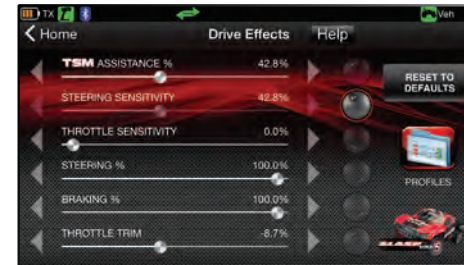 TX Veh
Home Drive Effects Help
TSM ASSISTANCE % 42.8%
RESET TO
DEFAULTS
STEERING SENSITIVITY 42.8%
THROTTLE SENSITIVITY 0.0%
STEERING % 100.0%
PROFILES
BRAKING % 100.0%
THROTTLE TRIM -8.7%
SLASH